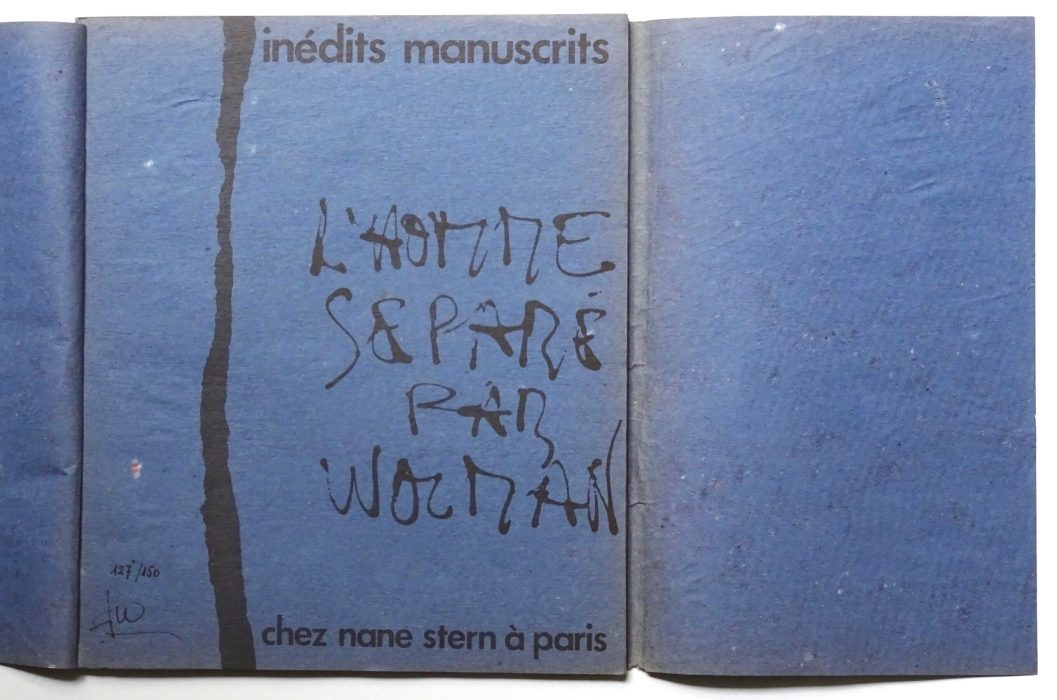 inédits manuscrits
L'HOMME
SÉPARÉ
PAR
WOLMAN
127/150
chez nane stern à paris